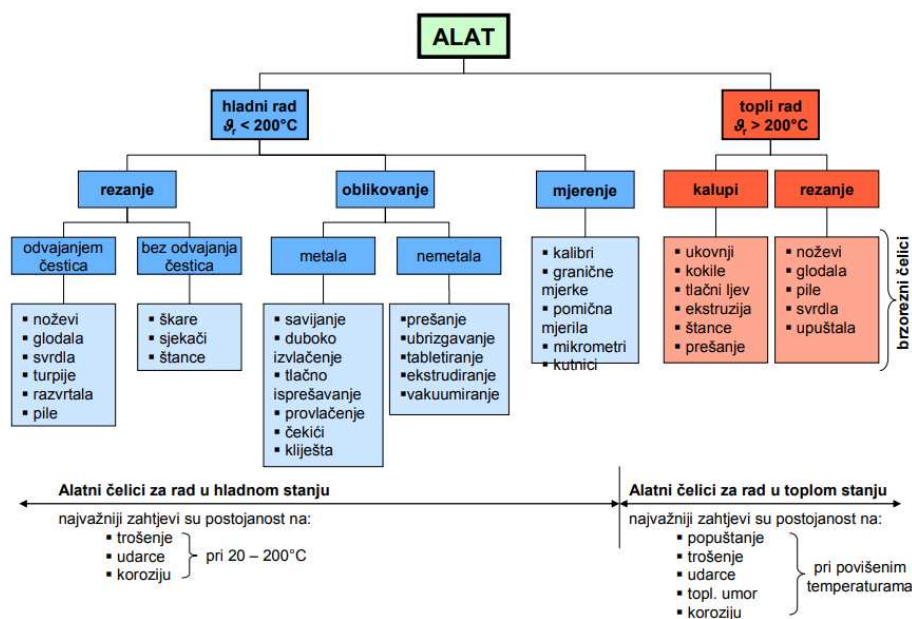 ALAT
hladni rad
ϑr < 200°C
topli rad
ϑr > 200°C
rezanje
oblikovanje
mjerenje
kalupi
rezanje
odvajanjem
čestica
bez odvajanja
čestica
metala
nemetala
▪ noževi
▪ glodala
▪ svrdla
▪ turpije
▪ razvrtala
▪ pile
▪ škare
▪ sjekači
▪ štance
▪ savijanje
▪ duboko
izvlačenje
▪ tlačno
isprešavanje
▪ provlačenje
▪ čekići
▪ kliješta
▪prešanje
▪ubrizgavanje
▪tabletiranje
▪ekstrudiranje
▪vakuumiranje
▪ kalibri
▪ granične
mjerke
▪ pomična
mjerila
▪ mikrometri
▪ kutnici
▪ ukovnji
▪ kokile
▪ tlačni ljev
▪ ekstruzija
▪ štance
▪ prešanje
▪ noževi
▪ glodala
▪ pile
▪ svrdla
▪ upuštala
brzorezni čelici
Alatni čelici za rad u hladnom stanju
najvažniji zahtjevi su postojanost na:
▪ trošenje
▪ udarce
▪ koroziju
pri 20 – 200°C
Alatni čelici za rad u toplom stanju
najvažniji zahtjevi su postojanost na:
▪ popuštanje
▪ trošenje
▪ udarce
▪ topl. umor
▪ koroziju
pri povišenim
temperaturama